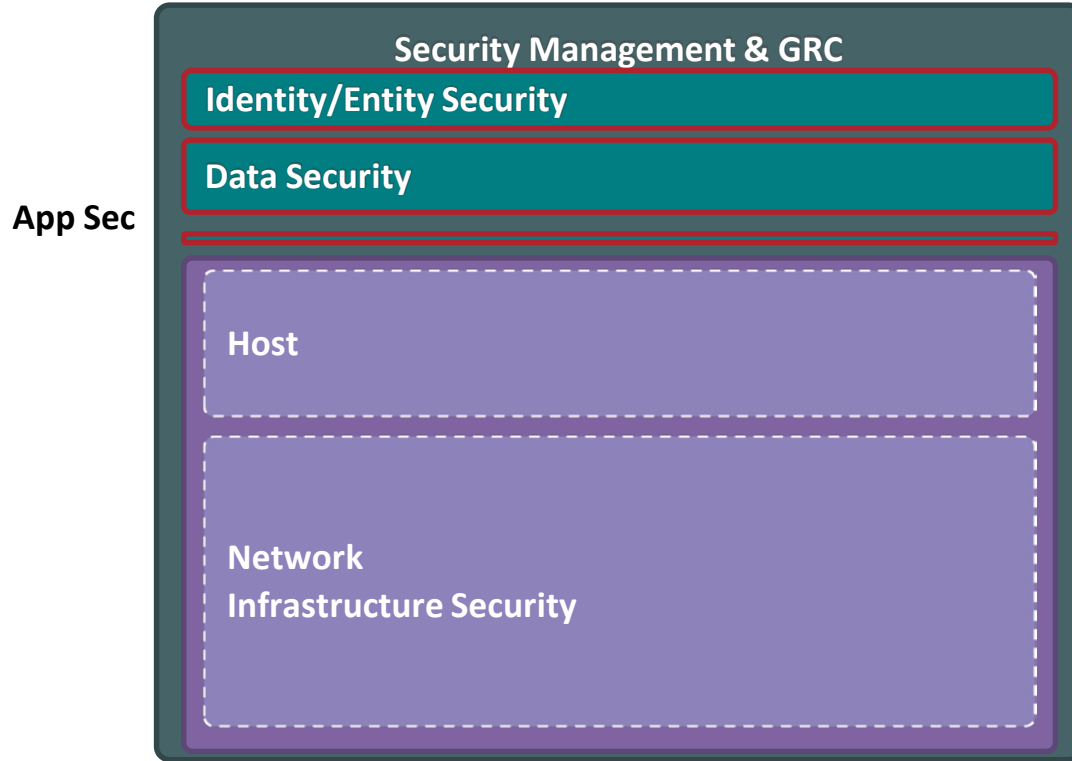 Security Management & GRC
Identity/Entity Security
Data Security
App Sec
Host
Network
Infrastructure Security